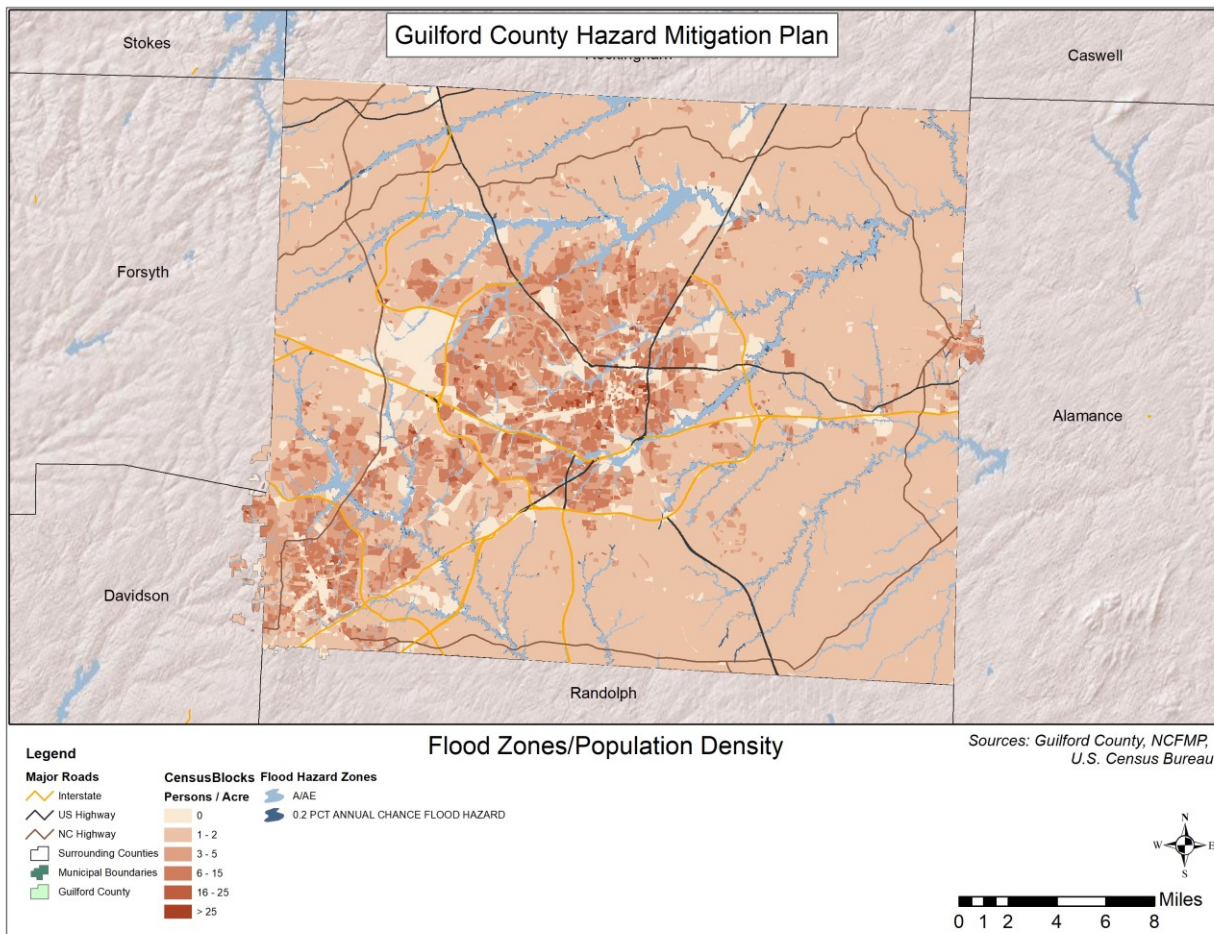 Guilford County Hazard Mitigation Plan
Stokes
Caswell
Forsyth
Alamance
Davidson
Randolph
Flood Zones/Population Density
Sources: Guilford County, NCFMP,
U.S. Census Bureau
Legend
Major Roads
Interstate
US Highway
NC Highway
Surrounding Counties
Municipal Boundaries
Guilford County
CensusBlocks
Persons / Acre
0
1 - 2
3 - 5
6 - 15
16 - 25
> 25
Flood Hazard Zones
A/AE
0.2 PCT ANNUAL CHANCE FLOOD HAZARD
N
W E
S
Miles
0 1 2 4 6 8